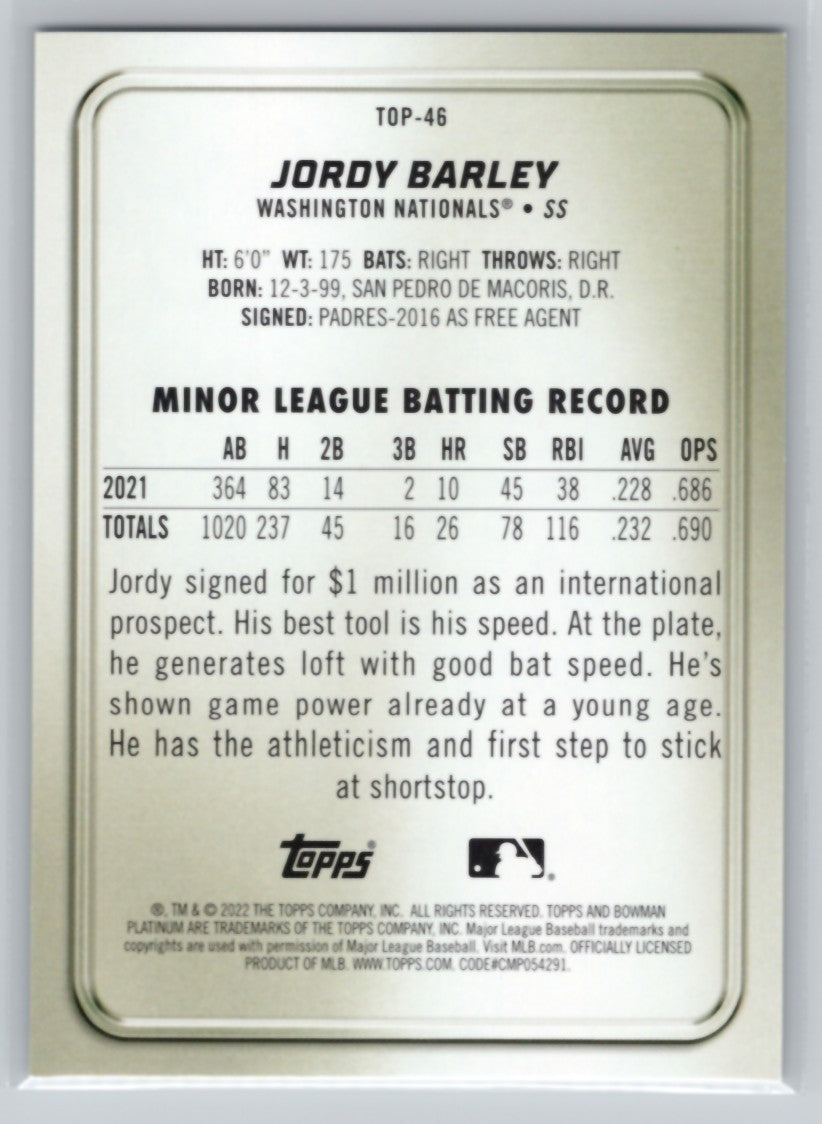 TOP-46
JORDY BARLEY
WASHINGTON NATIONALS® • SS
HT: 6'0" WT: 175 BATS: RIGHT THROWS: RIGHT
BORN: 12-3-99, SAN PEDRO DE MACORIS, D.R.
SIGNED: PADRES-2016 AS FREE AGENT
MINOR LEAGUE BATTING RECORD
AB H 2B 3B HR SB RBI AVG OPS
2021 364 83 14 2 10 45 38 .228 .686
TOTALS 1020 237 45 16 26 78 116 .232 .690
Jordy signed for $1 million as an international
prospect. His best tool is his speed. At the plate,
he generates loft with good bat speed. He's
shown game power already at a young age.
He has the athleticism and first step to stick
at shortstop.
topps®
®, TM & © 2022 THE TOPPS COMPANY, INC. ALL RIGHTS RESERVED. TOPPS AND BOWMAN
PLATINUM ARE TRADEMARKS OF THE TOPPS COMPANY, INC. Major League Baseball trademarks and
copyrights are used with permission of Major League Baseball. Visit MLB.com. OFFICIALLY LICENSED
PRODUCT OF MLB. WWW.TOPPS.COM. CODE#CMP054291.